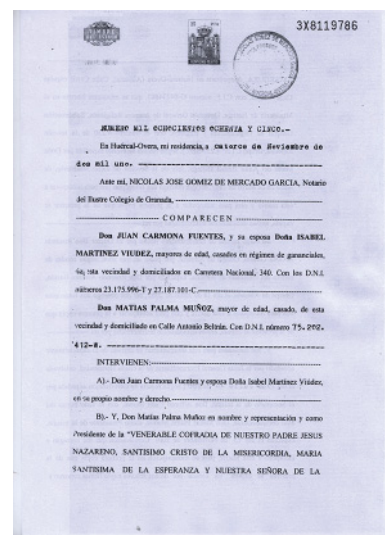 3X8119786
NUMERO MIL OCHOCIENTOS OCHENTA Y CINCO.-
En Huércal-Overa, mi residencia, a catorce de Noviembre de
dos mil uno. ---
Ante mí, NICOLAS JOSE GOMEZ DE MERCADO GARCIA, Notario
del Ilustre Colegio de Granada, ---
--- COMPARECEN ---
Don JUAN CARMONA FUENTES, y su esposa Doña ISABEL
MARTINEZ VIUDEZ, mayores de edad, casados en régimen de gananciales,
de esta vecindad y domiciliados en Carretera Nacional, 340. Con los D.N.I.
números 23.175.996-T y 27.187.101-C.---
Don MATIAS PALMA MUÑOZ, mayor de edad, casado, de esta
vecindad y domiciliado en Calle Antonio Beltrán. Con D.N.I. número 75.202.
412-W. ---
INTERVIENEN:---
A).- Don Juan Carmona Fuentes y esposa Doña Isabel Martínez Viúdez,
en su propio nombre y derecho.---
B).- Y, Don Matías Palma Muñoz en nombre y representación y como
Presidente de la "VENERABLE COFRADIA DE NUESTRO PADRE JESUS
NAZARENO, SANTISIMO CRISTO DE LA MISERICORDIA, MARIA
SANTISIMA DE LA ESPERANZA Y NUESTRA SEÑORA DE LA